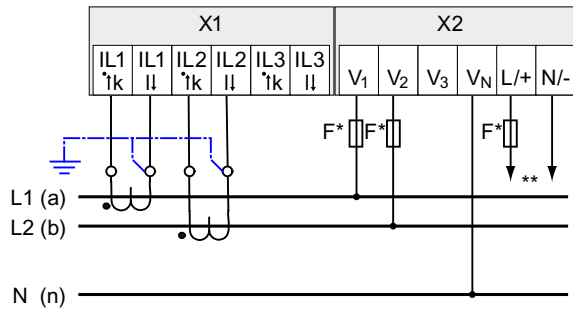 X1 X2
IL1 IL1 IL2 IL2 IL3 IL3
↑k I↓ ↑k I↓ ↑k I↓ V1 V2 V3 VN L/+ N/-
F* F* F*
**
L1 (a)
L2 (b)
N (n)